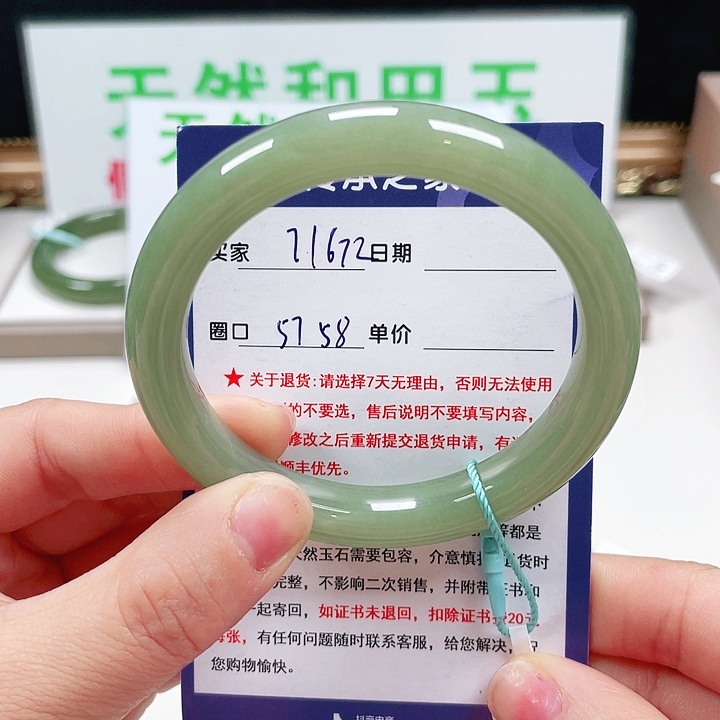 天然和田玉
天然
买家 71672 日期
圈口 57 58 单价
★ 关于退货:请选择7天无理由，否则无法使用
的不要选，售后说明不要填写内容，
修改之后重新提交退货申请，有
顺丰优先。
等都是
然玉石需要包容，介意慎 退货时
完整，不影响二次销售，并附带证书和
一起寄回，如证书未退回，扣除证书 20元
每张，有任何问题随时联系客服，给您解决，祝
您购物愉快。
抖音电商